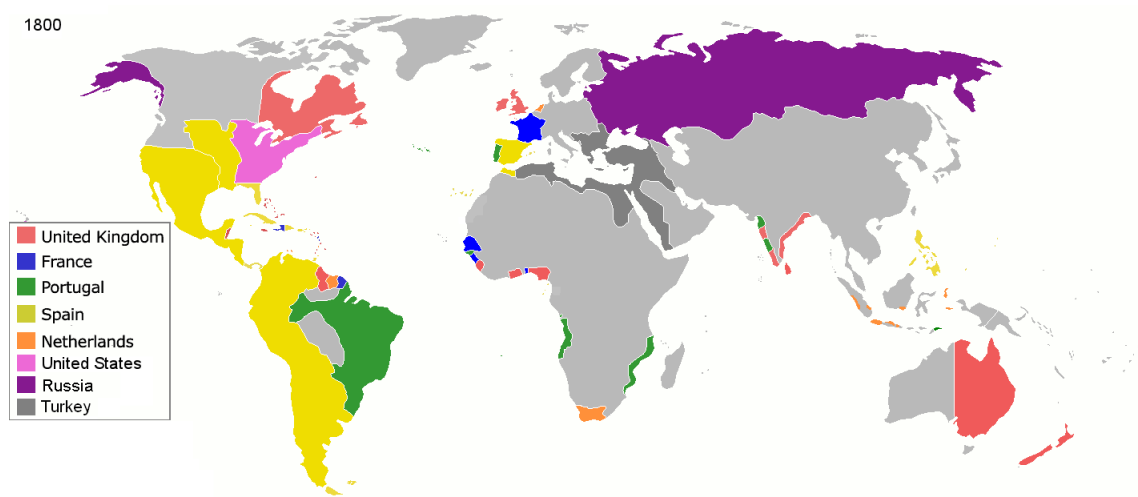 1800
United Kingdom
France
Portugal
Spain
Netherlands
United States
Russia
Turkey